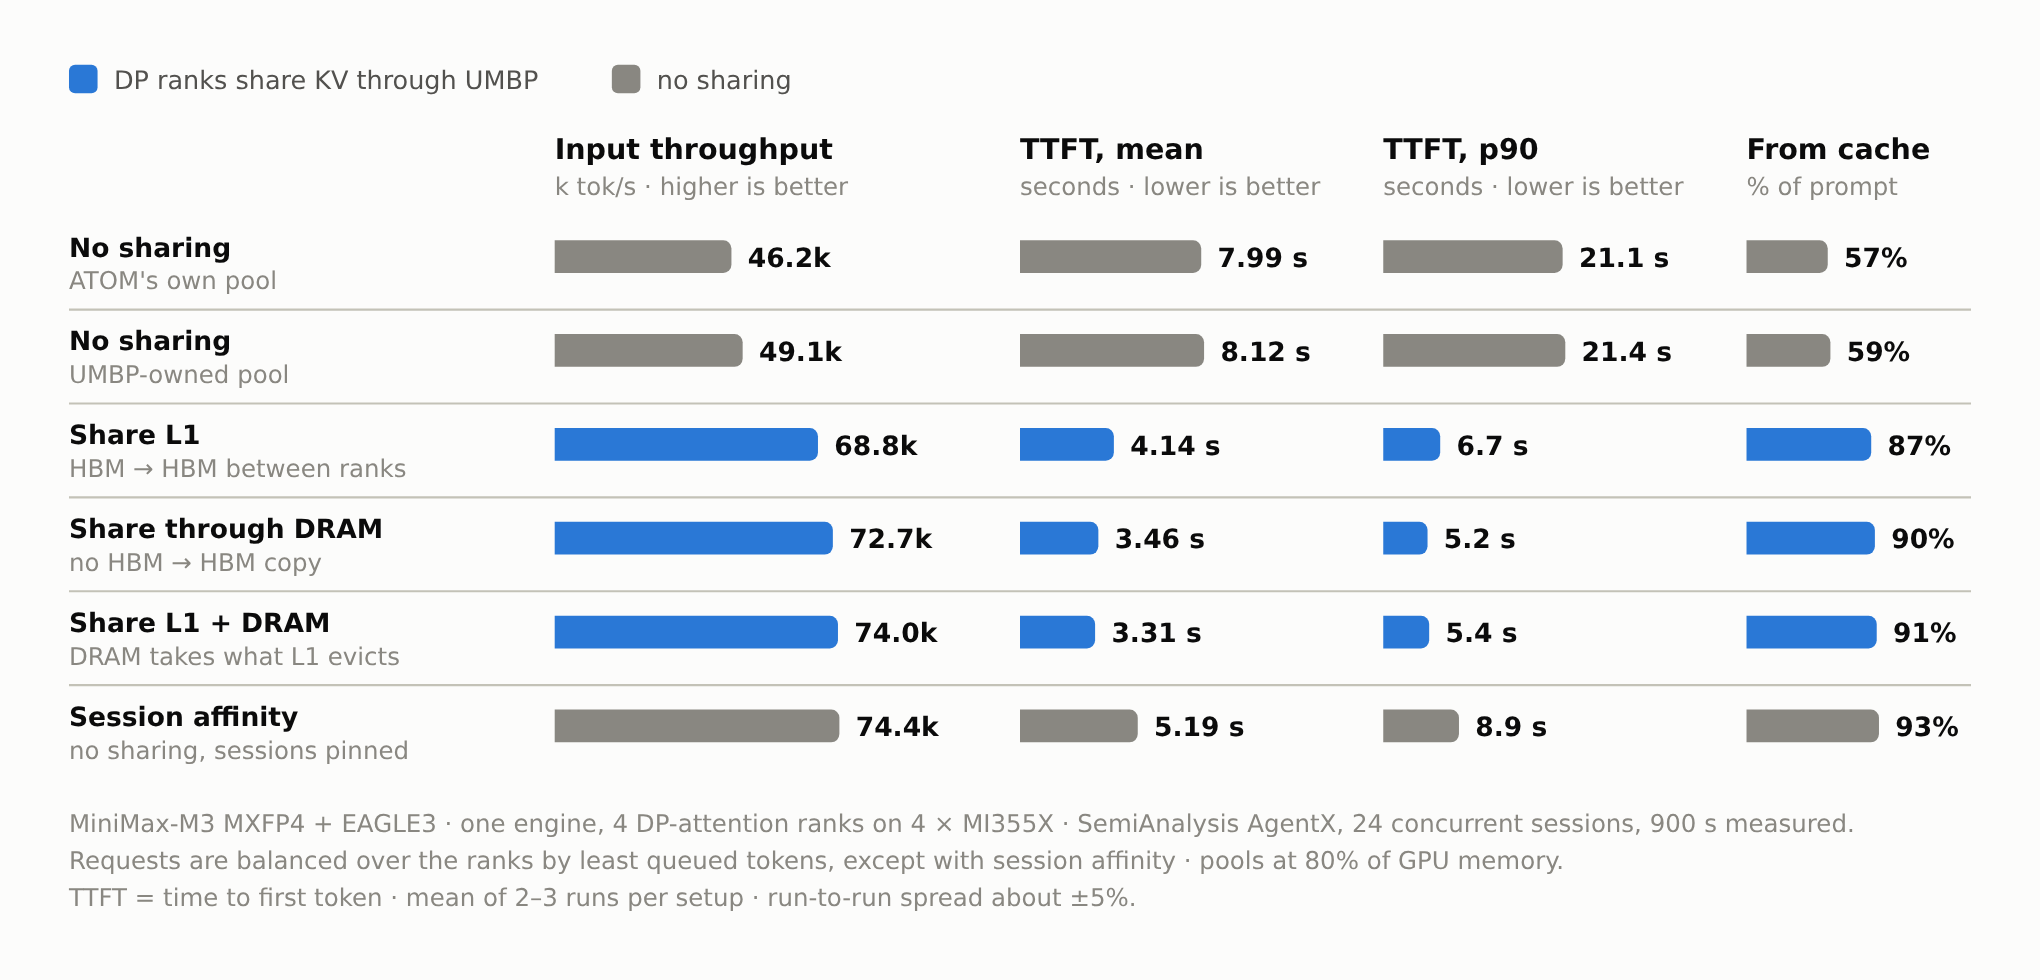 DP ranks share KV through UMBP no sharing
Input throughput TTFT, mean TTFT, p90 From cache
k tok/s · higher is better seconds · lower is better seconds · lower is better % of prompt
No sharing
ATOM's own pool
46.2k 7.99 s 21.1 s 57%
No sharing
UMBP-owned pool
49.1k 8.12 s 21.4 s 59%
Share L1
HBM → HBM between ranks
68.8k 4.14 s 6.7 s 87%
Share through DRAM
no HBM → HBM copy
72.7k 3.46 s 5.2 s 90%
Share L1 + DRAM
DRAM takes what L1 evicts
74.0k 3.31 s 5.4 s 91%
Session affinity
no sharing, sessions pinned
74.4k 5.19 s 8.9 s 93%
MiniMax-M3 MXFP4 + EAGLE3 · one engine, 4 DP-attention ranks on 4 × MI355X · SemiAnalysis AgentX, 24 concurrent sessions, 900 s measured.
Requests are balanced over the ranks by least queued tokens, except with session affinity · pools at 80% of GPU memory.
TTFT = time to first token · mean of 2–3 runs per setup · run-to-run spread about ±5%.